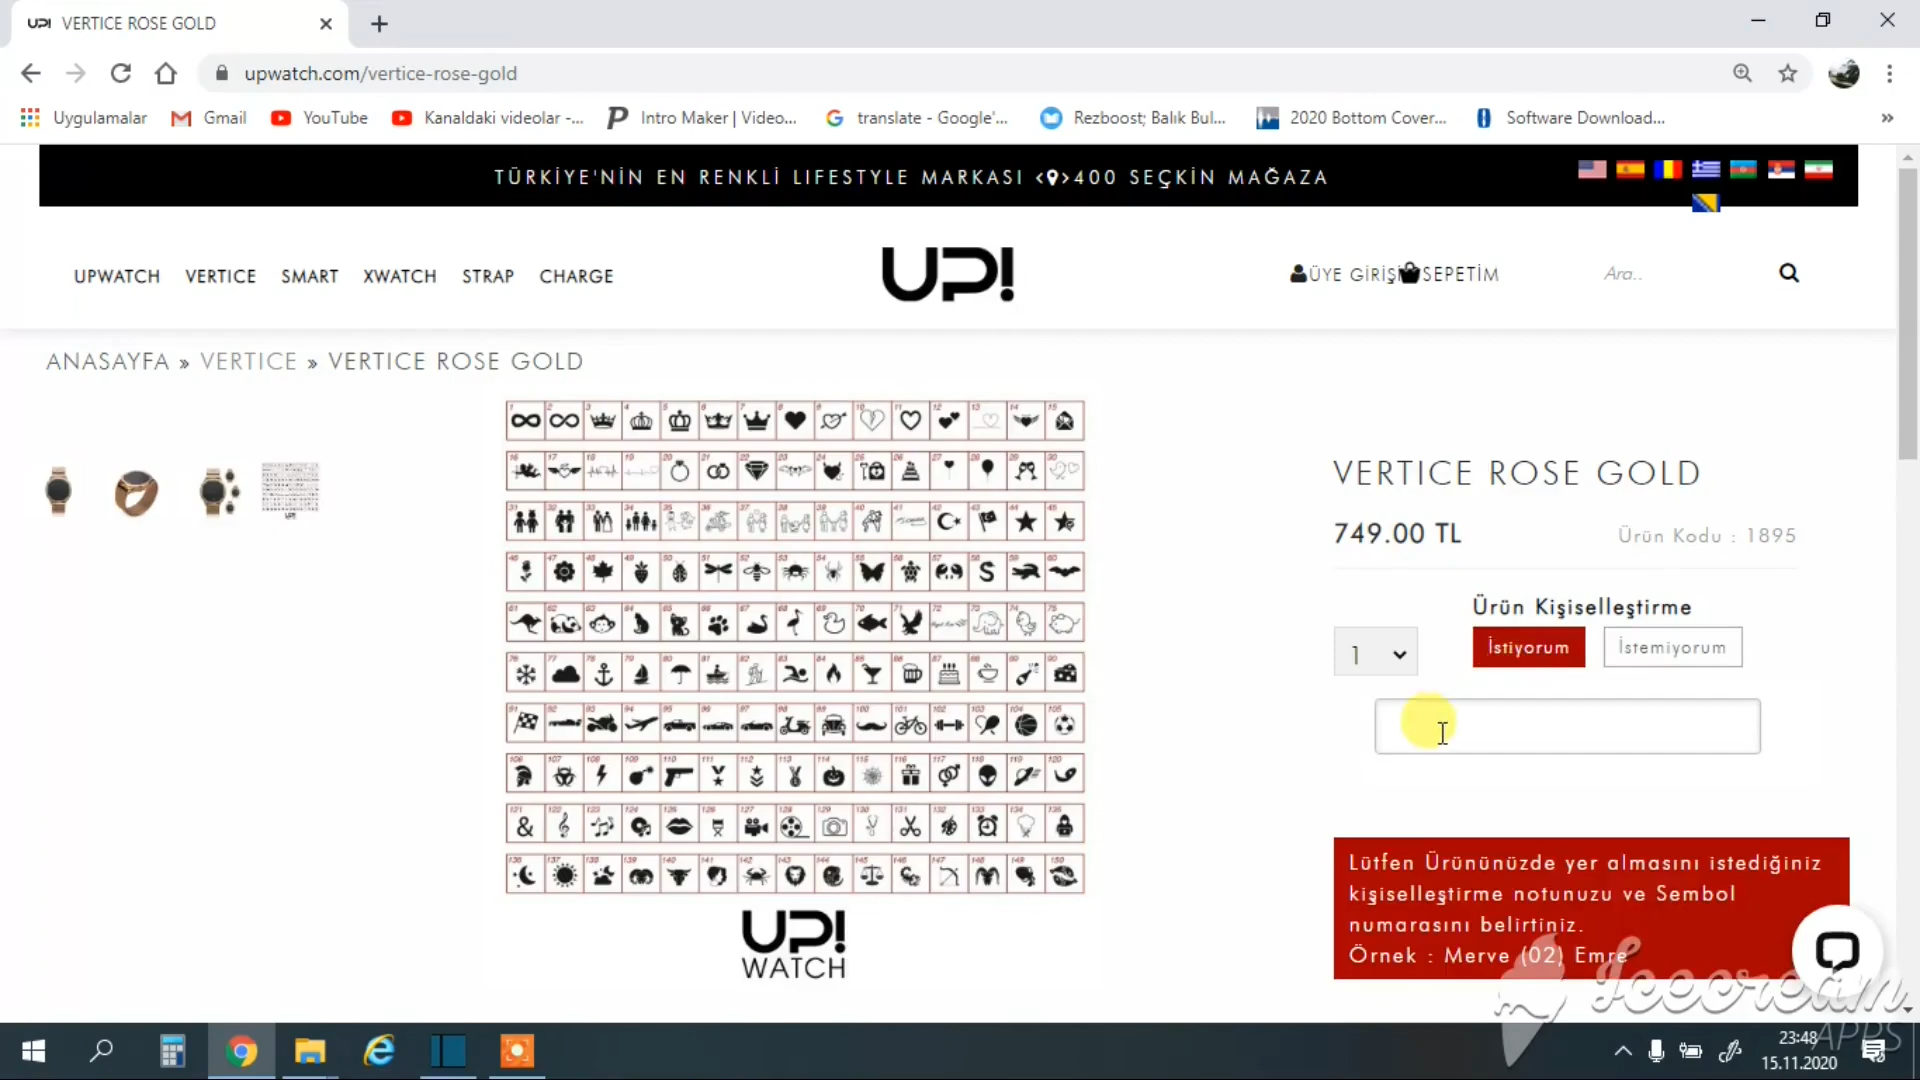 UP! VERTICE ROSE GOLD
upwatch.com/vertice-rose-gold
Uygulamalar Gmail YouTube Kanaldaki videolar -... Intro Maker | Video... translate - Google'... Rezboost; Balık Bul... 2020 Bottom Cover... Software Download... »
TÜRKİYE'NİN EN RENKLİ LIFESTYLE MARKASI <>400 SEÇKİN MAĞAZA
UPWATCH VERTICE SMART XWATCH STRAP CHARGE
UP!
ÜYE GİRİŞİ SEPETİM Ara..
ANASAYFA » VERTICE » VERTICE ROSE GOLD
VERTICE ROSE GOLD
749.00 TL Ürün Kodu : 1895
Ürün Kişiselleştirme
1 İstiyorum İstemiyorum
Lütfen Ürününüzde yer almasını istediğiniz
kişiselleştirme notunuzu ve Sembol
numarasını belirtiniz.
Örnek : Merve (02) Emre
UP!
WATCH
Icecream
APPS
23:48
15.11.2020